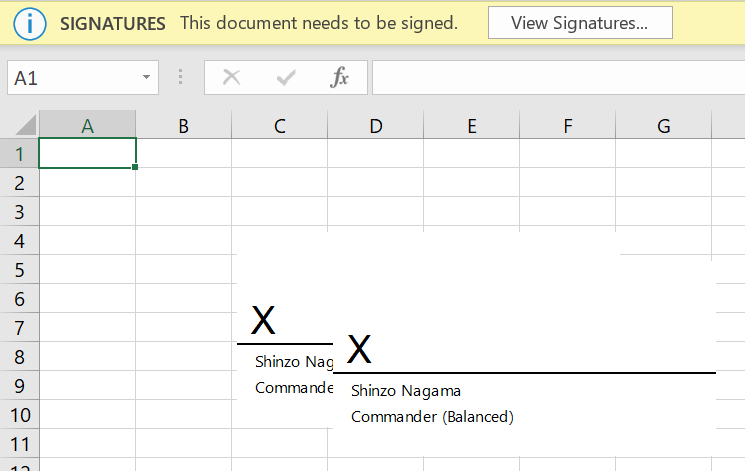 SIGNATURES This document needs to be signed. View Signatures...
A1 fx
A B C D E F G
1
2
3
4
5
6
7 X
X
8 Shinzo Nag
9 Commande
Shinzo Nagama
10 Commander (Balanced)
11